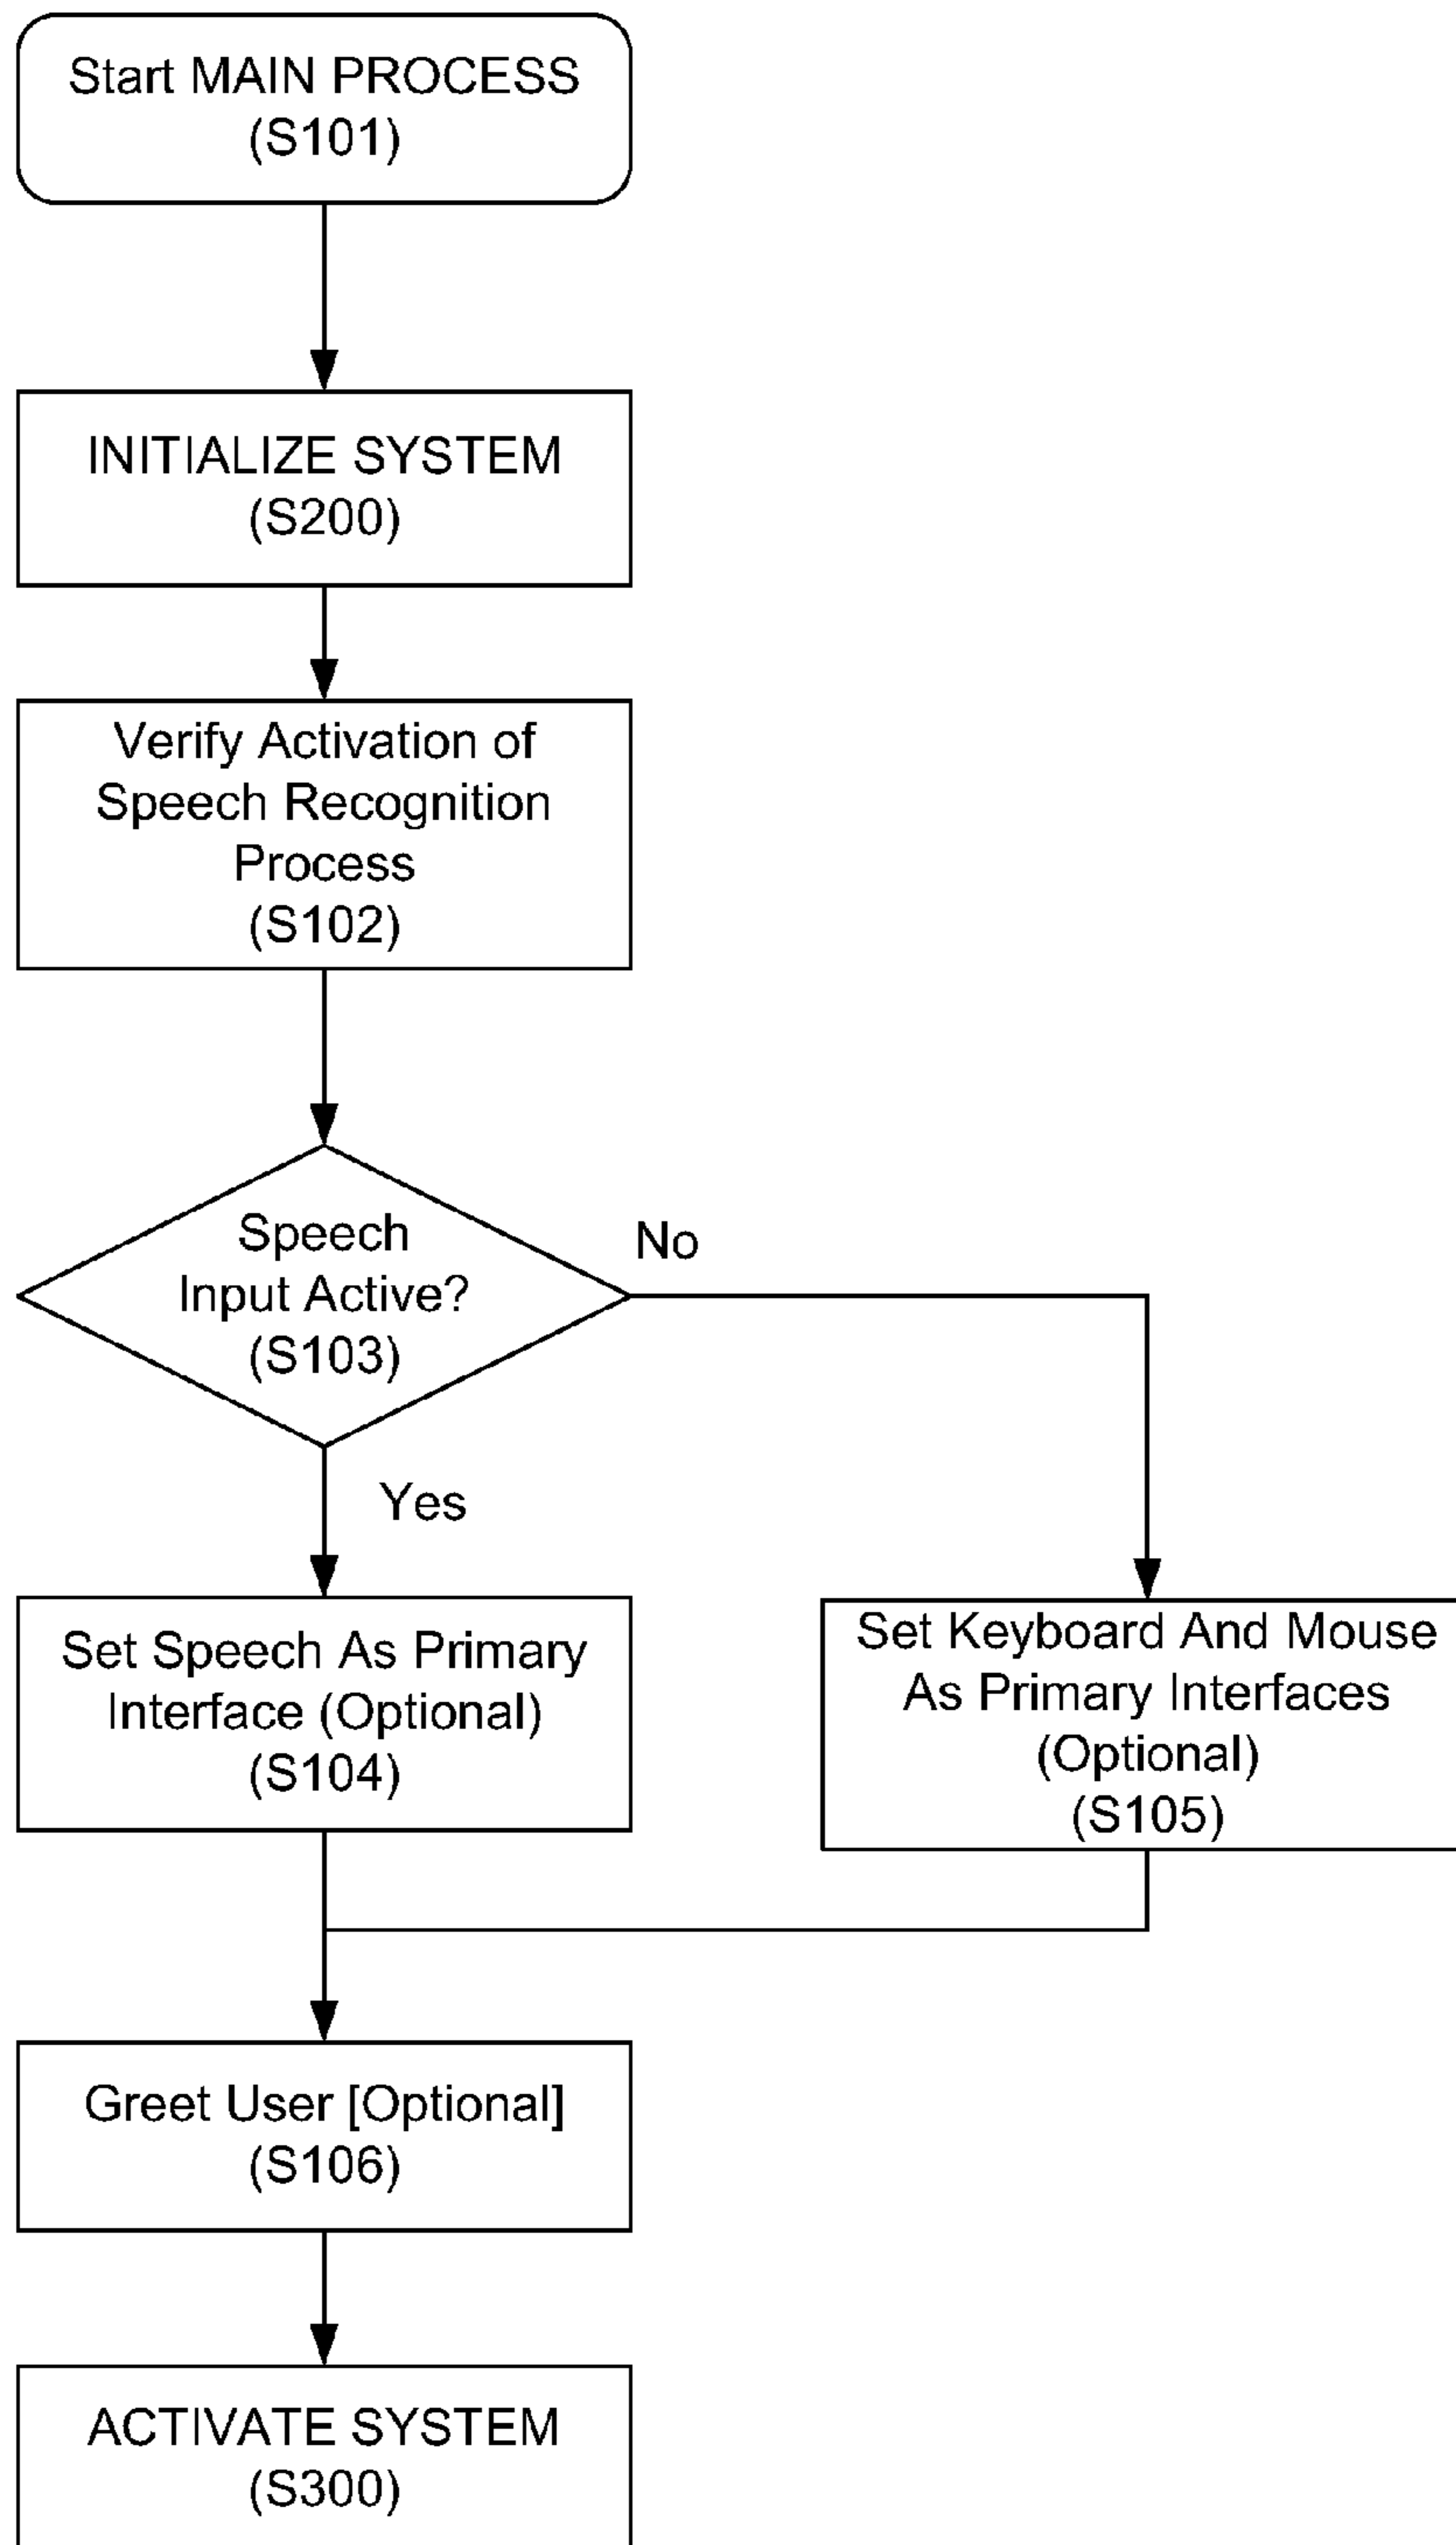 Start MAIN PROCESS
(S101)
INITIALIZE SYSTEM
(S200)
Verify Activation of
Speech Recognition
Process
(S102)
Speech
Input Active?
(S103)
No
Yes
Set Speech As Primary
Interface (Optional)
(S104)
Set Keyboard And Mouse
As Primary Interfaces
(Optional)
(S105)
Greet User [Optional]
(S106)
ACTIVATE SYSTEM
(S300)